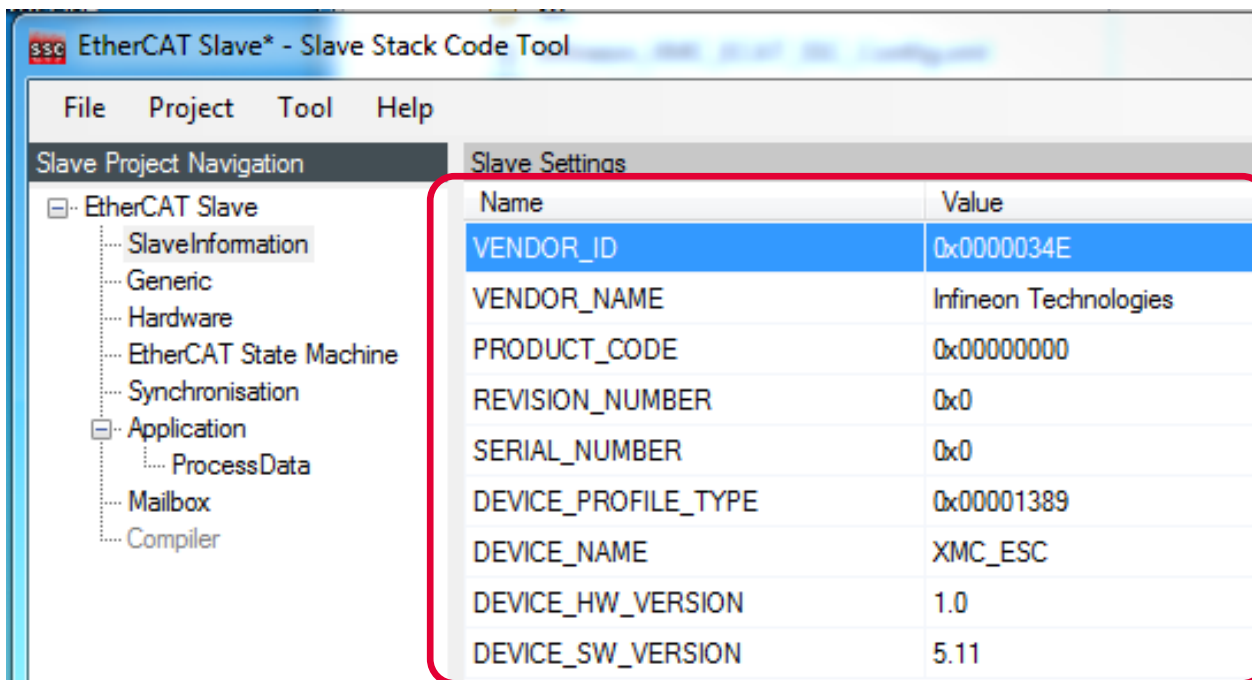 ssc EtherCAT Slave* - Slave Stack Code Tool
File Project Tool Help
Slave Project Navigation
EtherCAT Slave
SlaveInformation
Generic
Hardware
EtherCAT State Machine
Synchronisation
Application
ProcessData
Mailbox
Compiler
Slave Settings
Name Value
VENDOR_ID 0x0000034E
VENDOR_NAME Infineon Technologies
PRODUCT_CODE 0x00000000
REVISION_NUMBER 0x0
SERIAL_NUMBER 0x0
DEVICE_PROFILE_TYPE 0x00001389
DEVICE_NAME XMC_ESC
DEVICE_HW_VERSION 1.0
DEVICE_SW_VERSION 5.11